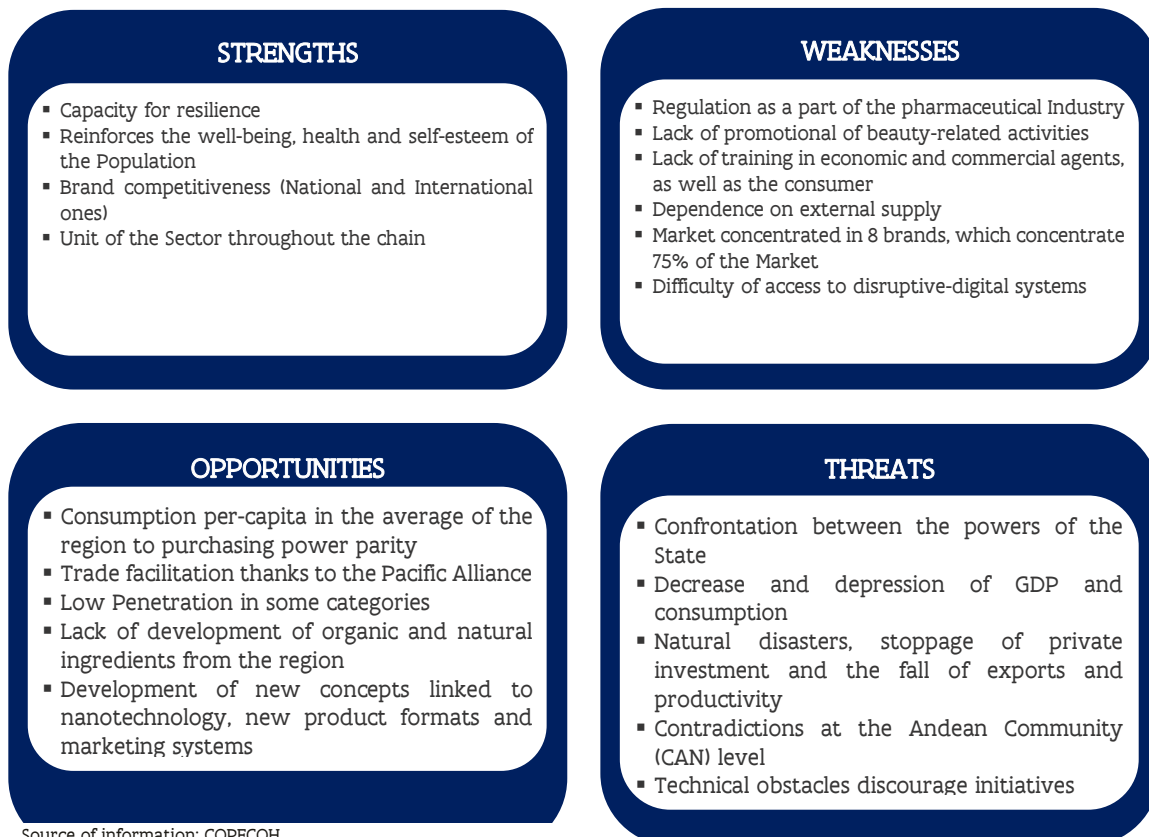 STRENGTHS
▪ Capacity for resilience
▪ Reinforces the well-being, health and self-esteem of
the Population
▪ Brand competitiveness (National and International
ones)
▪ Unit of the Sector throughout the chain
WEAKNESSES
▪ Regulation as a part of the pharmaceutical Industry
▪ Lack of promotional of beauty-related activities
▪ Lack of training in economic and commercial agents,
as well as the consumer
▪ Dependence on external supply
▪ Market concentrated in 8 brands, which concentrate
75% of the Market
▪ Difficulty of access to disruptive-digital systems
OPPORTUNITIES
▪ Consumption per-capita in the average of the
region to purchasing power parity
▪ Trade facilitation thanks to the Pacific Alliance
▪ Low Penetration in some categories
▪ Lack of development of organic and natural
ingredients from the region
▪ Development of new concepts linked to
nanotechnology, new product formats and
marketing systems
THREATS
▪ Confrontation between the powers of the
State
▪ Decrease and depression of GDP and
consumption
▪ Natural disasters, stoppage of private
investment and the fall of exports and
productivity
▪ Contradictions at the Andean Community
(CAN) level
▪ Technical obstacles discourage initiatives
Source of information: COPECOH